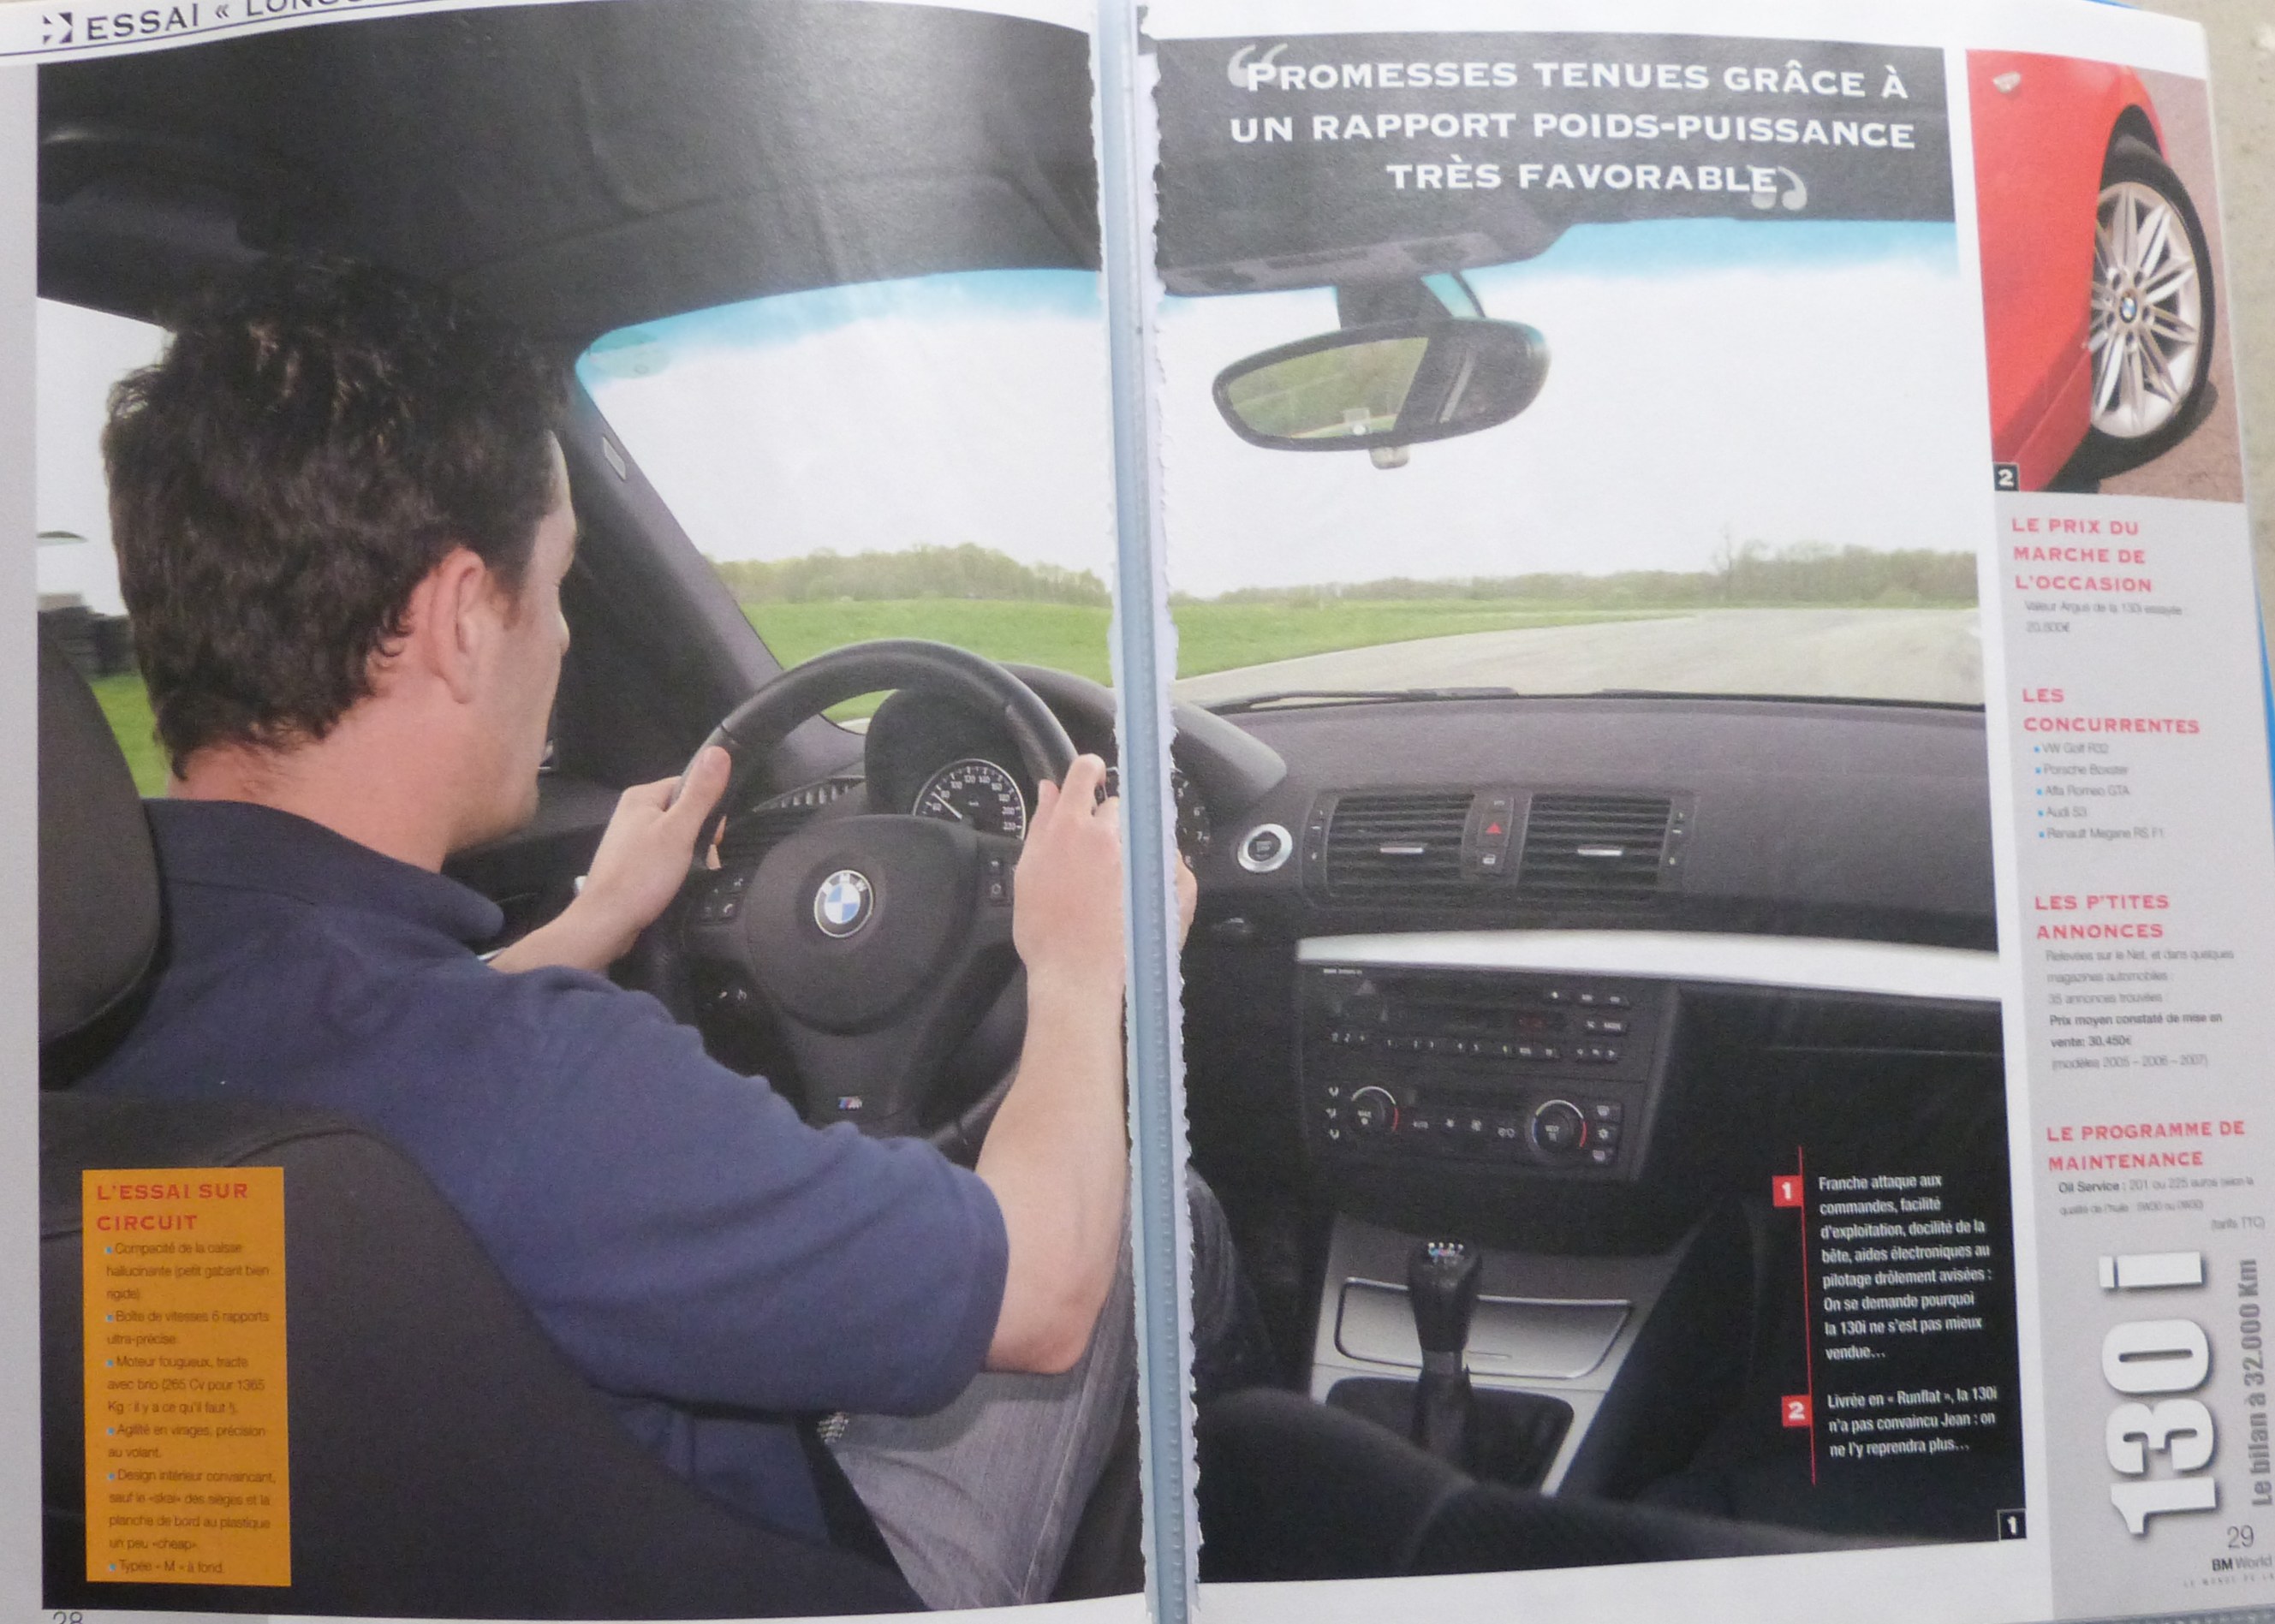 ESSAI «
“PROMESSES TENUES GRÂCE À
UN RAPPORT POIDS-PUISSANCE
TRÈS FAVORABLE”
L'ESSAI SUR
CIRCUIT
Compacité de la caisse
hallucinante (petit gabarit bien
rigide)
Boîte de vitesses 6 rapports
ultra-précise
Moteur fougueux, tracte
avec brio (265 Cv pour 1365
Kg : il y a ce qu'il faut !).
Agilité en virages, précision
au volant.
Design intérieur convaincant,
sauf le «skai» des sièges et la
planche de bord au plastique
un peu «cheap»
Typée « M » à fond.
28
BMW
1
Franche attaque aux
commandes, facilité
d'exploitation, docilité de la
bête, aides électroniques au
pilotage drôlement avisées :
On se demande pourquoi
la 130i ne s'est pas mieux
vendue...
2
Livrée en « Runflat », la 130i
n'a pas convaincu Jean : on
ne l'y reprendra plus...
1
2
LE PRIX DU
MARCHE DE
L'OCCASION
Valeur Argus de la 130i essayée
20.800€
LES
CONCURRENTES
VW Golf R32
Porsche Boxster
Alfa Romeo GTA
Audi S3
Renault Megane RS F1
LES P'TITES
ANNONCES
Relevées sur le Net, et dans quelques
magazines automobiles :
35 annonces trouvées
Prix moyen constaté de mise en
vente: 30.450€
(modèles 2005 – 2006 – 2007)
LE PROGRAMME DE
MAINTENANCE
Oil Service : 201 ou 225 euros (selon la
qualité de l'huile : 5W30 ou 0W30)
(tarifs TTC)
130 i
Le bilan à 32.000 Km
29
BMWorld